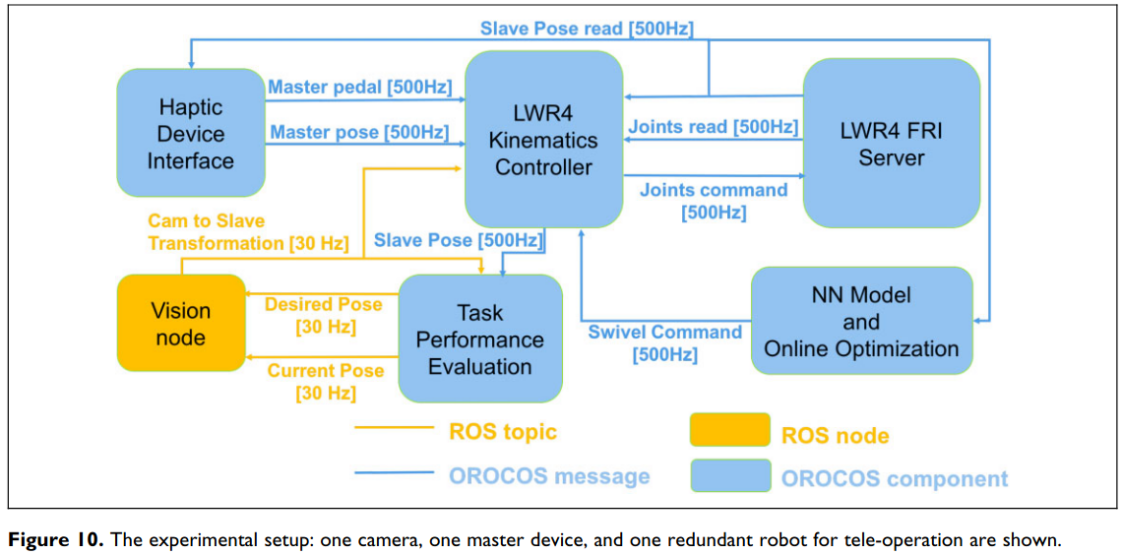 Slave Pose read [500Hz]
Haptic
Device
Interface
Master pedal [500Hz]
Master pose [500Hz]
LWR4
Kinematics
Controller
Joints read [500Hz]
Joints command
[500Hz]
LWR4 FRI
Server
Cam to Slave
Transformation [30 Hz]
Slave Pose [500Hz]
Vision
node
Desired Pose
[30 Hz]
Current Pose
[30 Hz]
Task
Performance
Evaluation
Swivel Command
[500Hz]
NN Model
and
Online Optimization
ROS topic
ROS node
OROCOS message
OROCOS component
Figure 10. The experimental setup: one camera, one master device, and one redundant robot for tele-operation are shown.